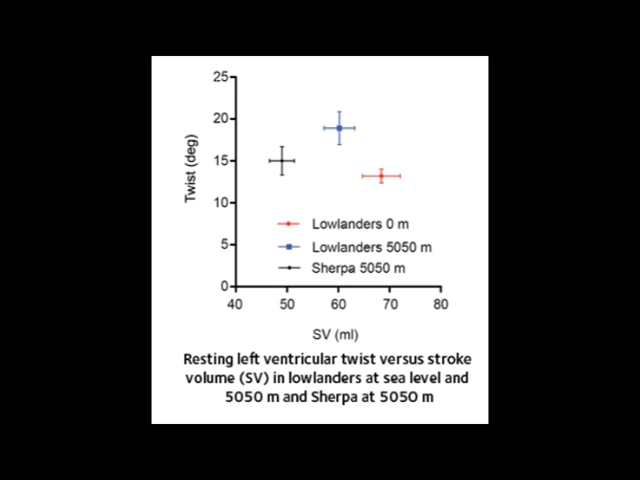 25
20
15
10
5
0
Twist (deg)
Lowlanders 0 m
Lowlanders 5050 m
Sherpa 5050 m
40 50 60 70 80
SV (ml)
Resting left ventricular twist versus stroke
volume (SV) in lowlanders at sea level and
5050 m and Sherpa at 5050 m